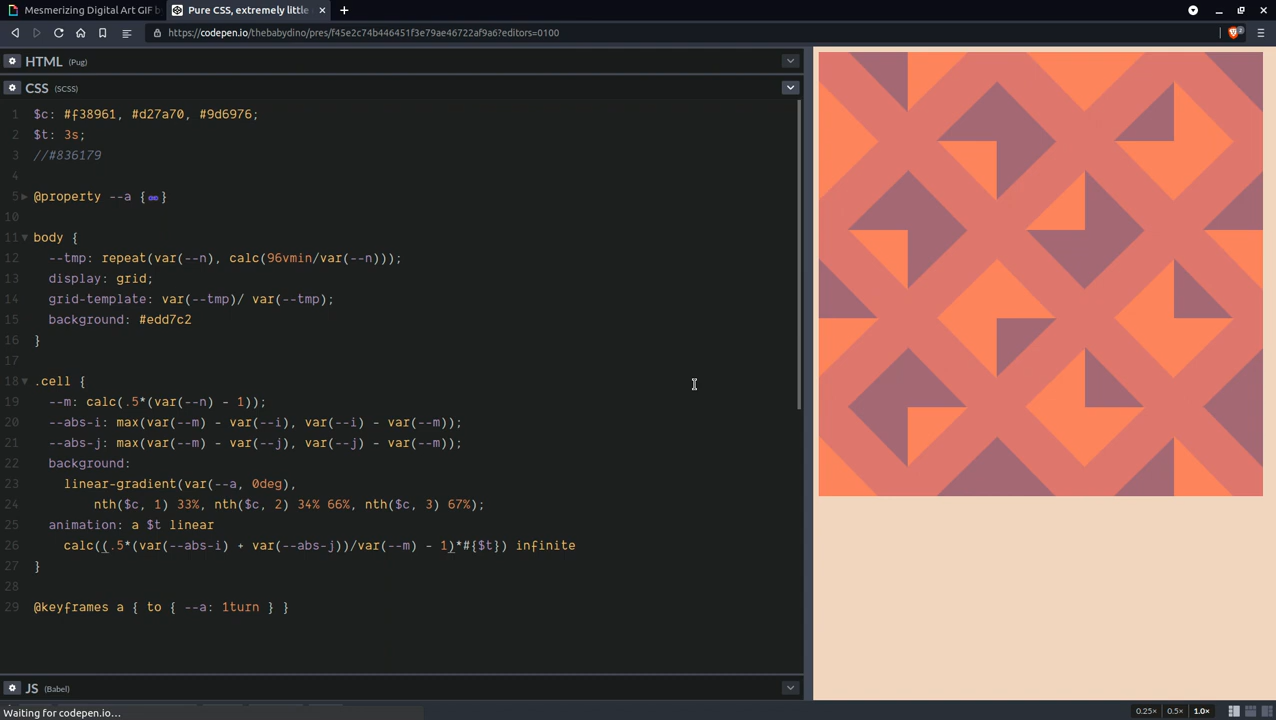 Mesmerizing Digital Art GIF b
Pure CSS, extremely little
https://codepen.io/thebabydino/pres/f45e2c74b446451f3e79ae46722af9a6?editors=0100
2
HTML (Pug)
CSS (SCSS)
1 $c: #f38961, #d27a70, #9d6976;
2 $t: 3s;
3 //#836179
4
5 @property --a {}
10
11 body {
12 --tmp: repeat(var(--n), calc(96vmin/var(--n)));
13 display: grid;
14 grid-template: var(--tmp)/ var(--tmp);
15 background: #edd7c2
16 }
17
18 .cell {
19 --m: calc(.5*(var(--n) - 1));
20 --abs-i: max(var(--m) - var(--i), var(--i) - var(--m));
21 --abs-j: max(var(--m) - var(--j), var(--j) - var(--m));
22 background:
23 linear-gradient(var(--a, 0deg),
24 nth($c, 1) 33%, nth($c, 2) 34% 66%, nth($c, 3) 67%);
25 animation: a $t linear
26 calc((.5*(var(--abs-i) + var(--abs-j))/var(--m) - 1)*#{$t}) infinite
27 }
28
29 @keyframes a { to { --a: 1turn } }
JS (Babel)
Waiting for codepen.io…
0.25× 0.5× 1.0×